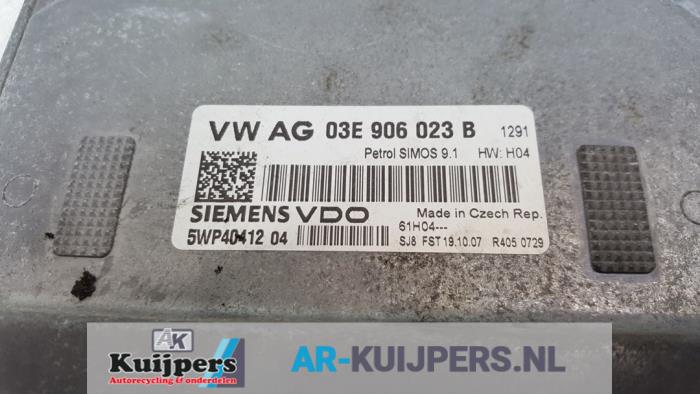 VW AG 03E 906 023 B 1291
Petrol SIMOS 9.1 HW: H04
SIEMENS VDO Made in Czech Rep.
5WP40412 04 61H04---
SJ8 FST 19.10.07 R405 0729
AK
Kuijpers
Autorecycling & onderdelen
AR-KUIJPERS.NL